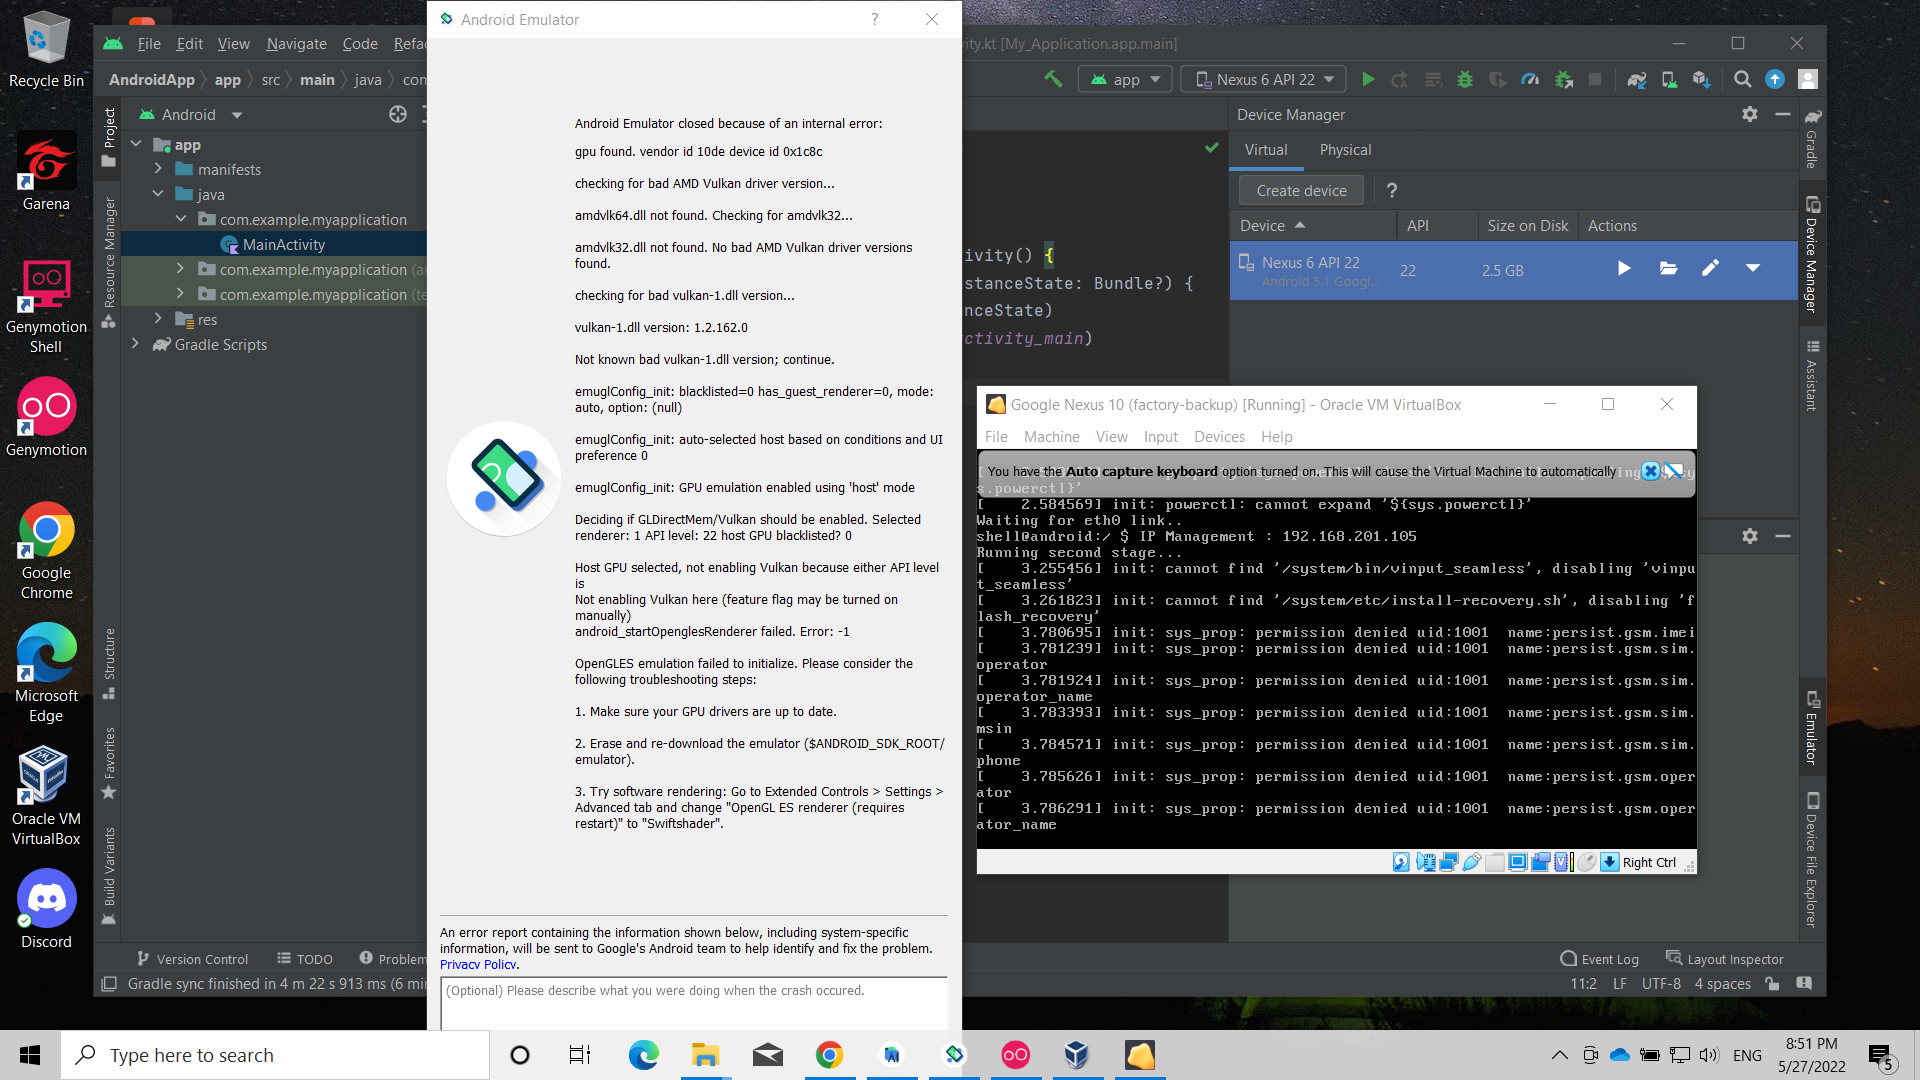 Recycle Bin
Garena
Genymotion
Shell
Genymotion
Google
Chrome
Microsoft
Edge
Oracle VM
VirtualBox
Discord
File Edit View Navigate Code Refa
ity.kt [My_Application.app.main]
AndroidApp app src main java com
app
Nexus 6 API 22
Project
Resource Manager
Structure
Favorites
Build Variants
Android
app
manifests
java
com.example.myapplication
MainActivity
com.example.myapplication (a
com.example.myapplication (te
res
Gradle Scripts
Android Emulator
?
Android Emulator closed because of an internal error:
gpu found. vendor id 10de device id 0x1c8c
checking for bad AMD Vulkan driver version...
amdvlk64.dll not found. Checking for amdvlk32...
amdvlk32.dll not found. No bad AMD Vulkan driver versions
found.
checking for bad vulkan-1.dll version...
vulkan-1.dll version: 1.2.162.0
Not known bad vulkan-1.dll version; continue.
emuglConfig_init: blacklisted=0 has_guest_renderer=0, mode:
auto, option: (null)
emuglConfig_init: auto-selected host based on conditions and UI
preference 0
emuglConfig_init: GPU emulation enabled using 'host' mode
Deciding if GLDirectMem/Vulkan should be enabled. Selected
renderer: 1 API level: 22 host GPU blacklisted? 0
Host GPU selected, not enabling Vulkan because either API level
is
Not enabling Vulkan here (feature flag may be turned on
manually)
android_startOpenglesRenderer failed. Error: -1
OpenGLES emulation failed to initialize. Please consider the
following troubleshooting steps:
1. Make sure your GPU drivers are up to date.
2. Erase and re-download the emulator ($ANDROID_SDK_ROOT/
emulator).
3. Try software rendering: Go to Extended Controls > Settings >
Advanced tab and change "OpenGL ES renderer (requires
restart)" to "Swiftshader".
An error report containing the information shown below, including system-specific
information, will be sent to Google's Android team to help identify and fix the problem.
Privacy Policy.
(Optional) Please describe what you were doing when the crash occured.
ivity() {
stanceState: Bundle?) {
nceState)
ctivity_main)
Device Manager
Virtual Physical
Create device ?
Device API Size on Disk Actions
Nexus 6 API 22
Android 5.1 Googl...
22 2.5 GB
Gradle
Device Manager
Assistant
Emulator
Device File Explorer
Google Nexus 10 (factory-backup) [Running] - Oracle VM VirtualBox
File Machine View Input Devices Help
You have the Auto capture keyboard option turned on. This will cause the Virtual Machine to automatically
s.powerctl}'
[ 2.584569] init: powerctl: cannot expand '${sys.powerctl}'
Waiting for eth0 link..
shell@android:/ $ IP Management : 192.168.201.105
Running second stage...
[ 3.255456] init: cannot find '/system/bin/vinput_seamless', disabling 'vinpu
t_seamless'
[ 3.261823] init: cannot find '/system/etc/install-recovery.sh', disabling 'f
lash_recovery'
[ 3.780695] init: sys_prop: permission denied uid:1001 name:persist.gsm.imei
[ 3.781239] init: sys_prop: permission denied uid:1001 name:persist.gsm.sim.
operator
[ 3.781924] init: sys_prop: permission denied uid:1001 name:persist.gsm.sim.
operator_name
[ 3.783393] init: sys_prop: permission denied uid:1001 name:persist.gsm.sim.
msin
[ 3.784571] init: sys_prop: permission denied uid:1001 name:persist.gsm.sim.
phone
[ 3.785626] init: sys_prop: permission denied uid:1001 name:persist.gsm.oper
ator
[ 3.786291] init: sys_prop: permission denied uid:1001 name:persist.gsm.oper
ator_name
Right Ctrl
Version Control TODO Problem
Event Log Layout Inspector
Gradle sync finished in 4 m 22 s 913 ms (6 min
11:2 LF UTF-8 4 spaces
Type here to search
ENG
8:51 PM
5/27/2022
5